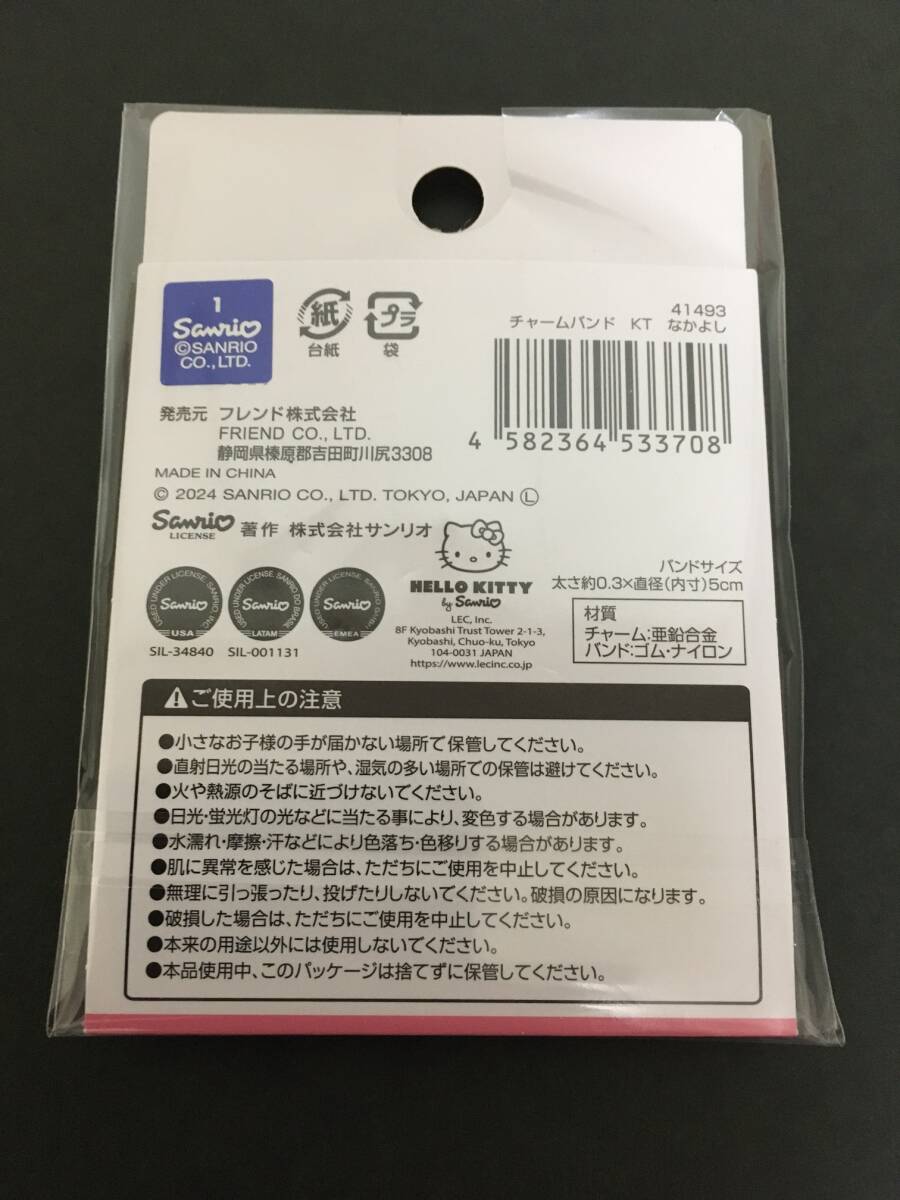 1
Sanrio
©SANRIO
CO.,LTD.
紙
台紙
プラ
袋
41493
チャームバンド KT なかよし
4 582364 533708
発売元 フレンド株式会社
FRIEND CO., LTD.
静岡県榛原郡吉田町川尻3308
MADE IN CHINA
© 2024 SANRIO CO., LTD. TOKYO, JAPAN Ⓛ
Sanrio
LICENSE
著作 株式会社サンリオ
USED UNDER LICENSE. SANRIO, INC.
Sanrio
USA
SIL-34840
USED UNDER LICENSE. SANRIO DO BRASIL
Sanrio
LATAM
SIL-001131
USED UNDER LICENSE. SANRIO
Sanrio
EMEA
HELLO KITTY
by Sanrio
LEC, Inc.
8F Kyobashi Trust Tower 2-1-3,
Kyobashi, Chuo-ku, Tokyo
104-0031 JAPAN
https://www.lecinc.co.jp
バンドサイズ
太さ約0.3×直径(内寸)5cm
材質
チャーム:亜鉛合金
バンド:ゴム・ナイロン
ご使用上の注意
●小さなお子様の手が届かない場所で保管してください。
●直射日光の当たる場所や、湿気の多い場所での保管は避けてください。
●火や熱源のそばに近づけないでください。
●日光・蛍光灯の光などに当たる事により、変色する場合があります。
●水濡れ・摩擦・汗などにより色落ち・色移りする場合があります。
●肌に異常を感じた場合は、ただちにご使用を中止してください。
●無理に引っ張ったり、投げたりしないでください。破損の原因になります。
●破損した場合は、ただちにご使用を中止してください。
●本来の用途以外には使用しないでください。
●本品使用中、このパッケージは捨てずに保管してください。